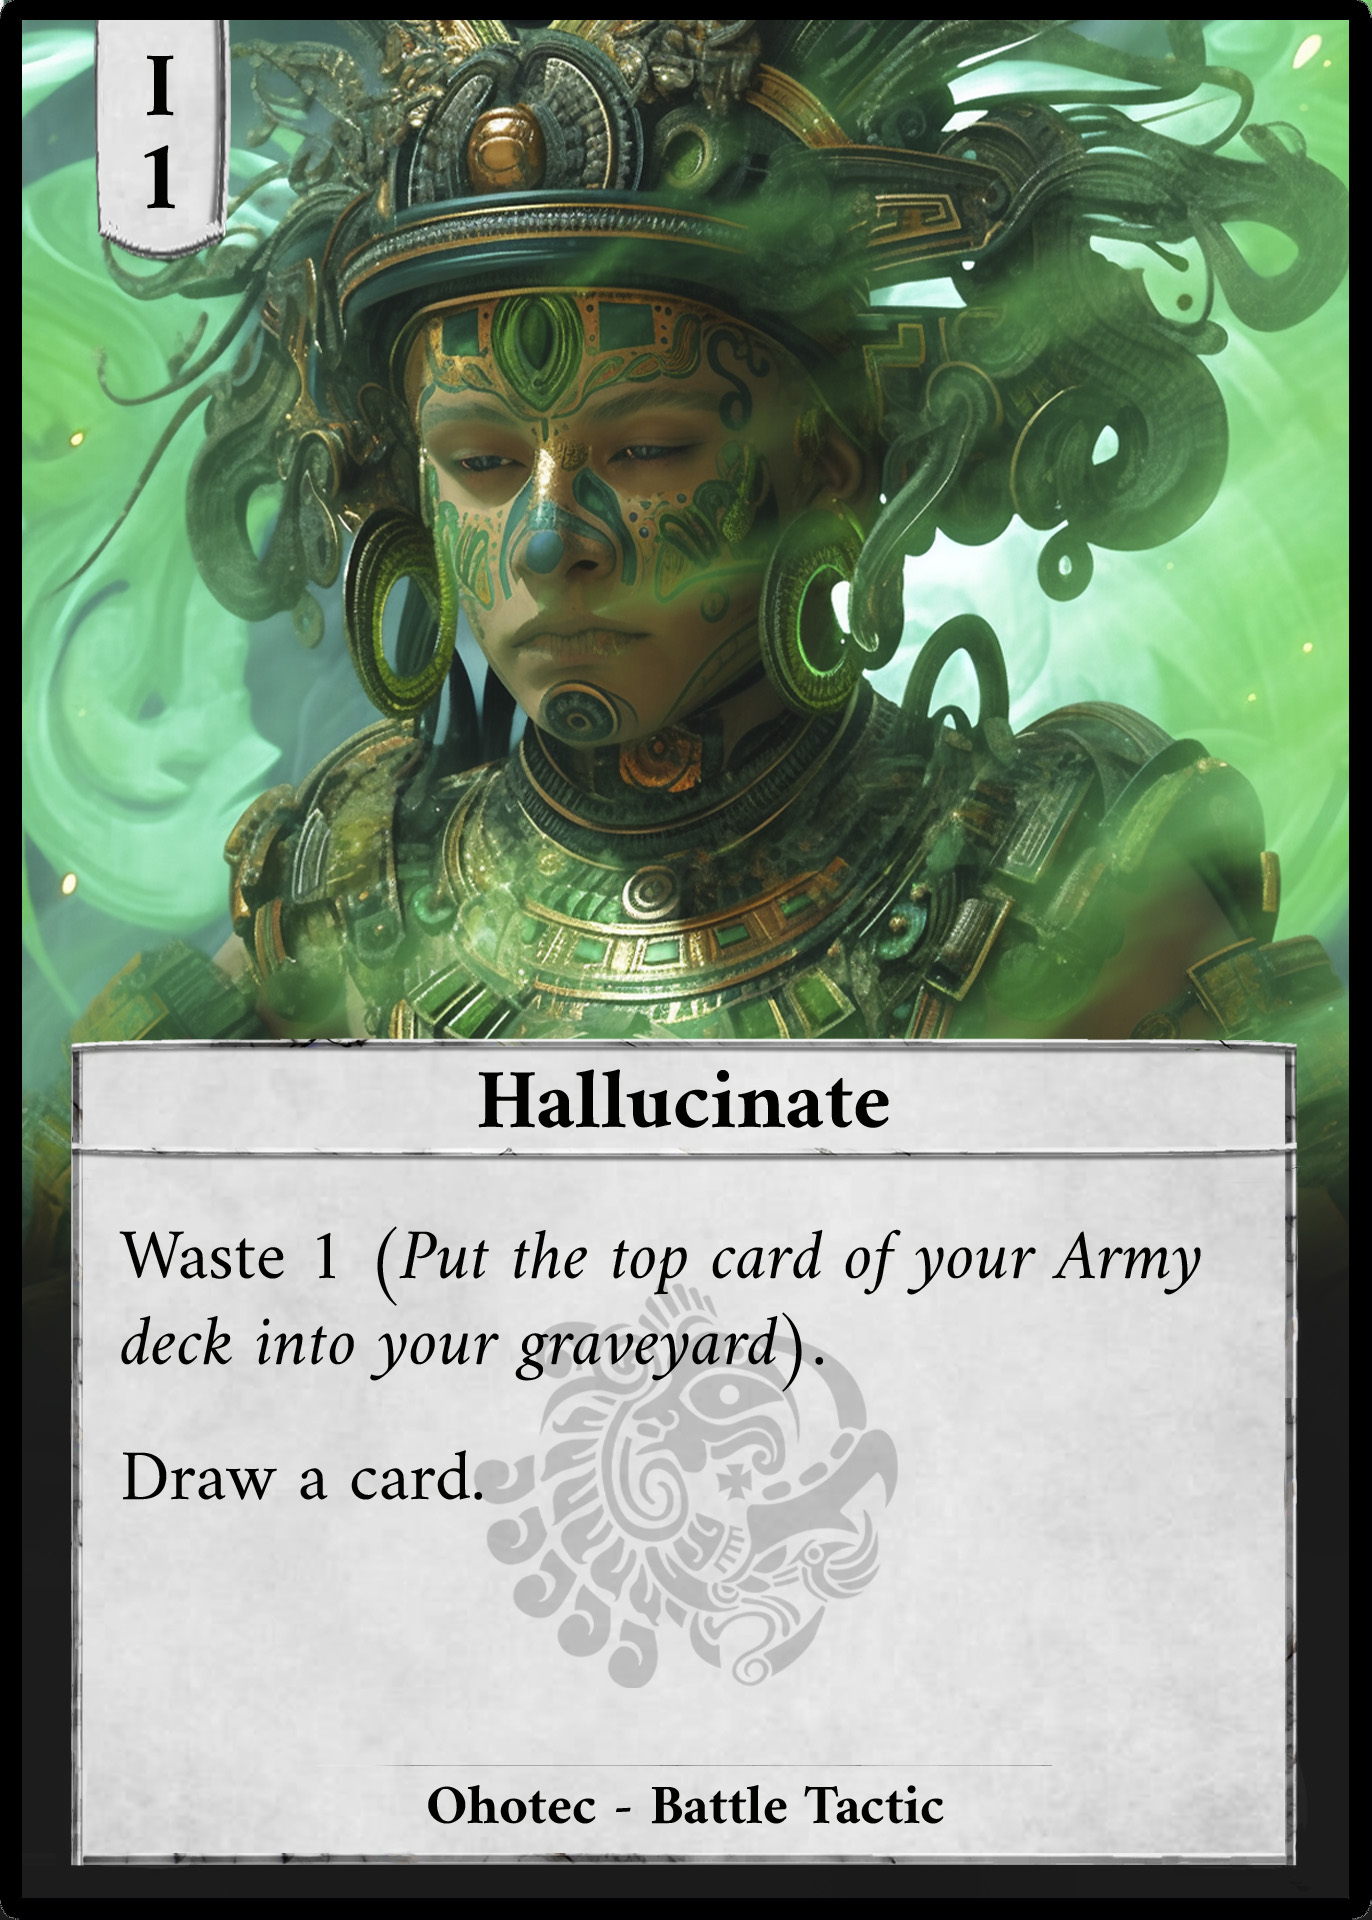 I
1
Hallucinate
Waste 1 (Put the top card of your Army
deck into your graveyard).
Draw a card.
Ohotec - Battle Tactic